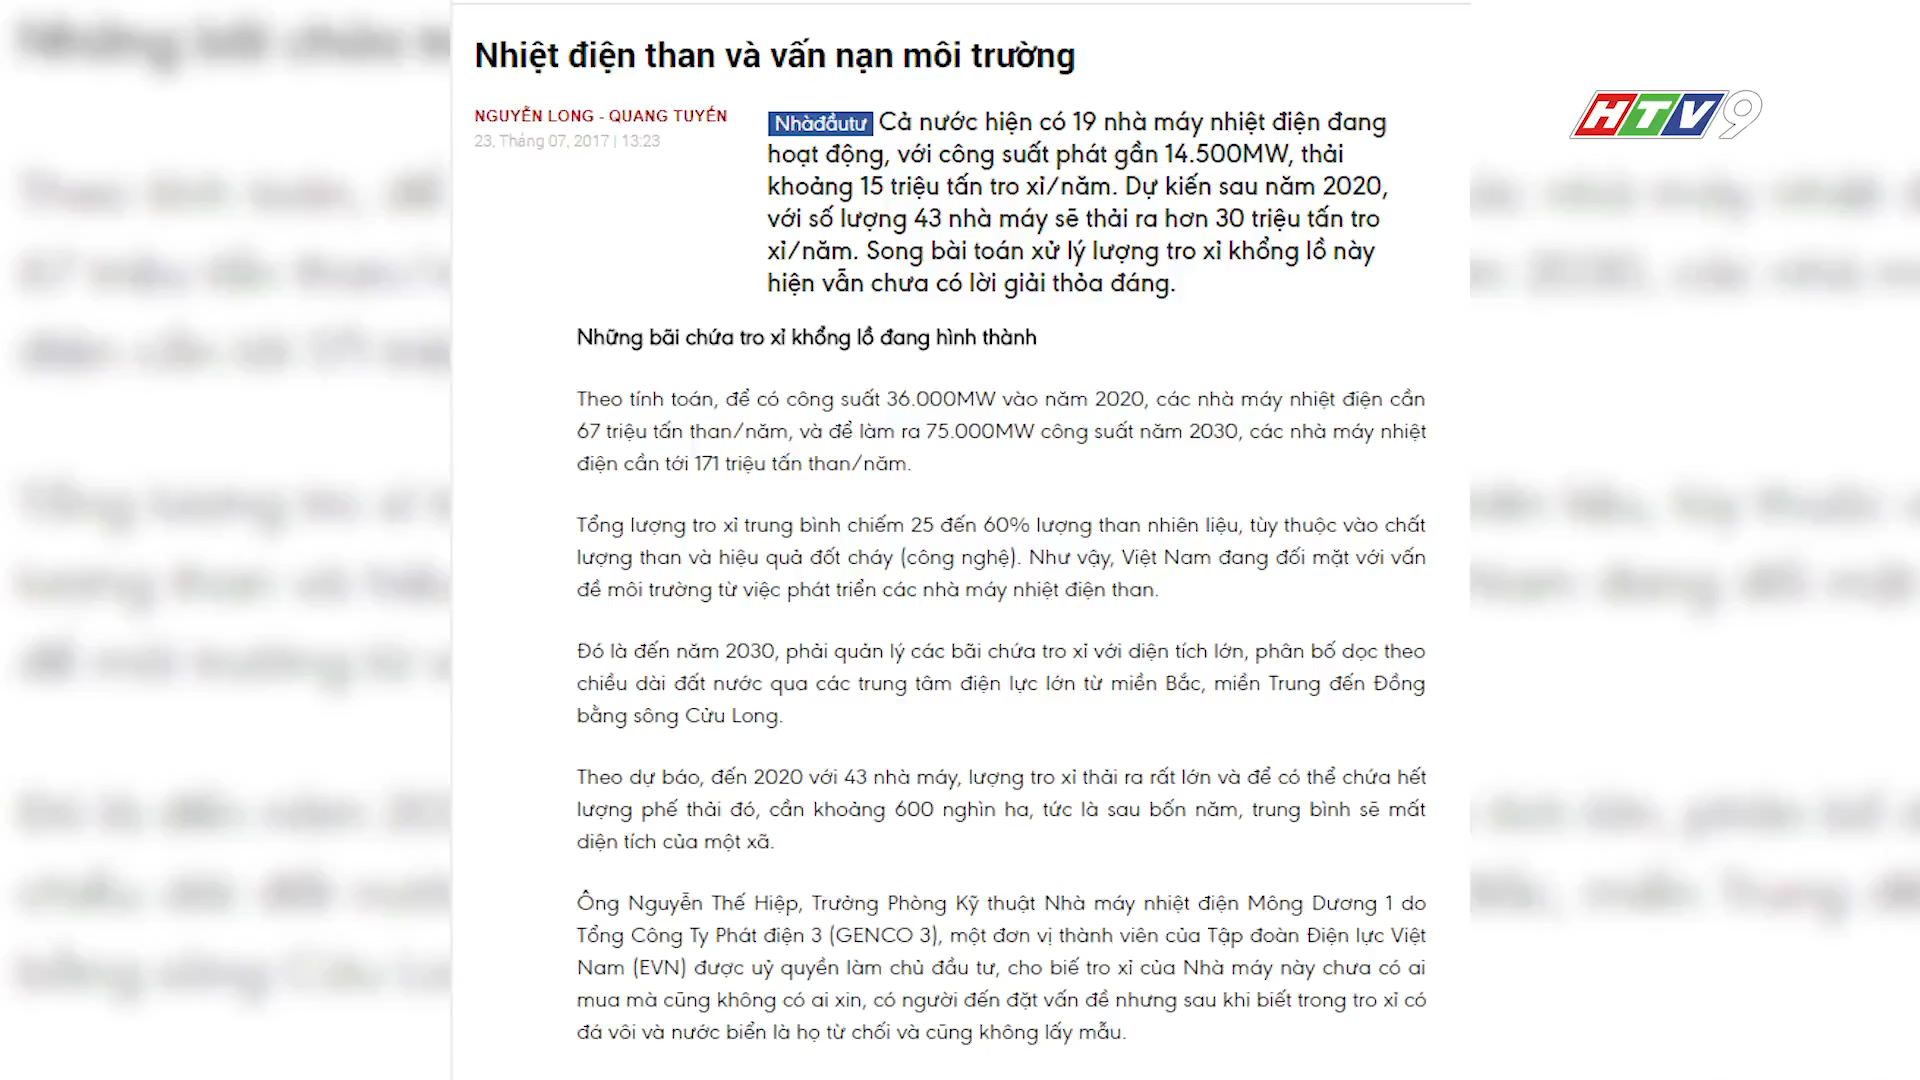 Nhiệt điện than và vấn nạn môi trường
NGUYỄN LONG - QUANG TUYẾN
23, Tháng 07, 2017 | 13:23
Nhàđầutư Cả nước hiện có 19 nhà máy nhiệt điện đang
hoạt động, với công suất phát gần 14.500MW, thải
khoảng 15 triệu tấn tro xỉ/năm. Dự kiến sau năm 2020,
với số lượng 43 nhà máy sẽ thải ra hơn 30 triệu tấn tro
xỉ/năm. Song bài toán xử lý lượng tro xỉ khổng lồ này
hiện vẫn chưa có lời giải thỏa đáng.
HTV9
Những bãi chứa tro xỉ khổng lồ đang hình thành
Theo tính toán, để có công suất 36.000MW vào năm 2020, các nhà máy nhiệt điện cần
67 triệu tấn than/năm, và để làm ra 75.000MW công suất năm 2030, các nhà máy nhiệt
điện cần tới 171 triệu tấn than/năm.
Tổng lượng tro xỉ trung bình chiếm 25 đến 60% lượng than nhiên liệu, tùy thuộc vào chất
lượng than và hiệu quả đốt cháy (công nghệ). Như vậy, Việt Nam đang đối mặt với vấn
đề môi trường từ việc phát triển các nhà máy nhiệt điện than.
Đó là đến năm 2030, phải quản lý các bãi chứa tro xỉ với diện tích lớn, phân bố dọc theo
chiều dài đất nước qua các trung tâm điện lực lớn từ miền Bắc, miền Trung đến Đồng
bằng sông Cửu Long.
Theo dự báo, đến 2020 với 43 nhà máy, lượng tro xỉ thải ra rất lớn và để có thể chứa hết
lượng phế thải đó, cần khoảng 600 nghìn ha, tức là sau bốn năm, trung bình sẽ mất
diện tích của một xã.
Ông Nguyễn Thế Hiệp, Trưởng Phòng Kỹ thuật Nhà máy nhiệt điện Mông Dương 1 do
Tổng Công Ty Phát điện 3 (GENCO 3), một đơn vị thành viên của Tập đoàn Điện lực Việt
Nam (EVN) được uỷ quyền làm chủ đầu tư, cho biế tro xỉ của Nhà máy này chưa có ai
mua mà cũng không có ai xin, có người đến đặt vấn đề nhưng sau khi biết trong tro xỉ có
đá vôi và nước biển là họ từ chối và cũng không lấy mẫu.